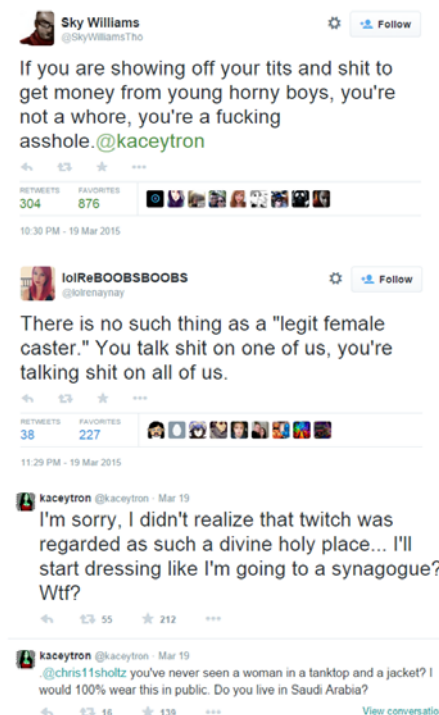 Sky Williams
@SkyWilliamsTho
Follow
If you are showing off your tits and shit to
get money from young horny boys, you're
not a whore, you're a fucking
asshole.@kaceytron
RETWEETS FAVORITES
304 876
10:30 PM - 19 Mar 2015
lolReBOOBSBOOBS
@lolrenaynay
Follow
There is no such thing as a "legit female
caster." You talk shit on one of us, you're
talking shit on all of us.
RETWEETS FAVORITES
38 227
11:29 PM - 19 Mar 2015
kaceytron @kaceytron · Mar 19
I'm sorry, I didn't realize that twitch was
regarded as such a divine holy place... I'll
start dressing like I'm going to a synagogue?
Wtf?
55 212
kaceytron @kaceytron · Mar 19
.@chris11sholtz you've never seen a woman in a tanktop and a jacket? I
would 100% wear this in public. Do you live in Saudi Arabia?
16 139 View conversatio